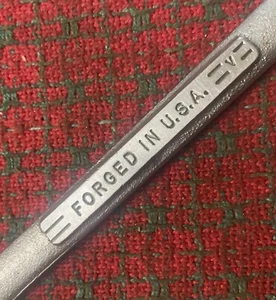 FORGED IN U.S.A. =V=